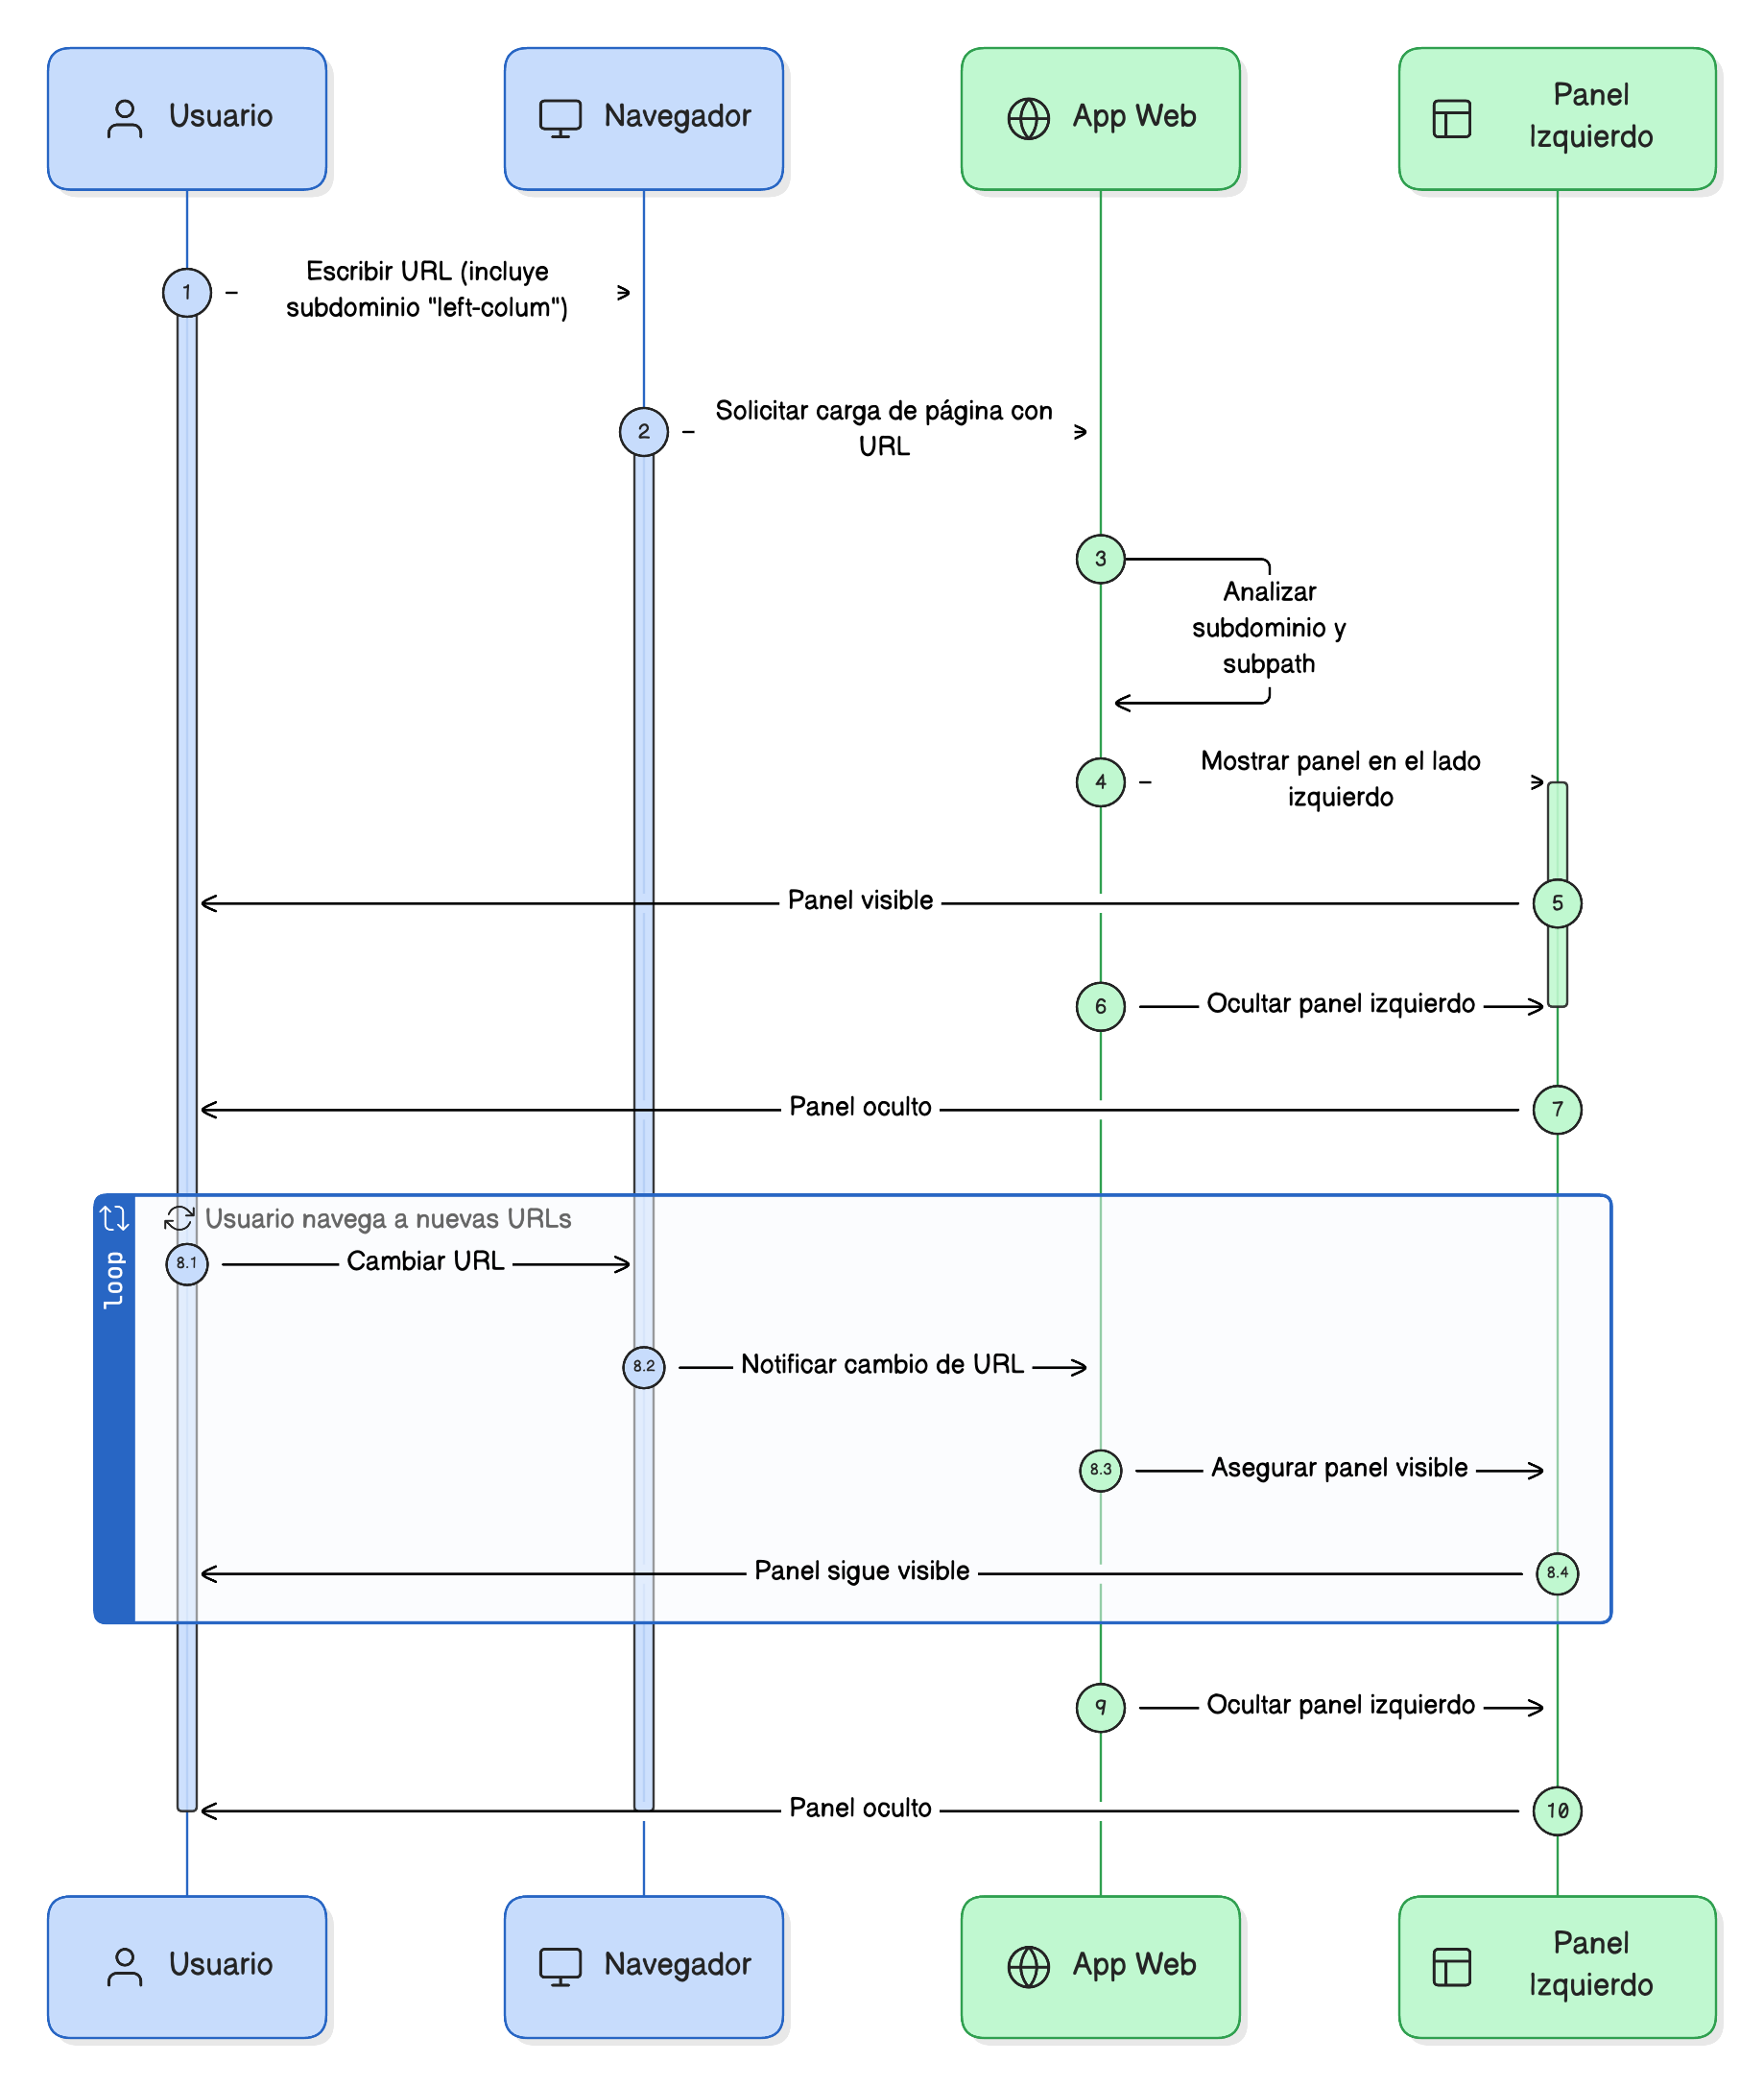 Usuario
Navegador
App Web
Panel
Izquierdo
1
Escribir URL (incluye
subdominio "left-colum")
2
Solicitar carga de página con
URL
3
Analizar
subdominio y
subpath
4
Mostrar panel en el lado
izquierdo
Panel visible
5
6
Ocultar panel izquierdo
Panel oculto
7
loop
Usuario navega a nuevas URLs
8.1
Cambiar URL
8.2
Notificar cambio de URL
8.3
Asegurar panel visible
Panel sigue visible
8.4
9
Ocultar panel izquierdo
Panel oculto
10
Usuario
Navegador
App Web
Panel
Izquierdo